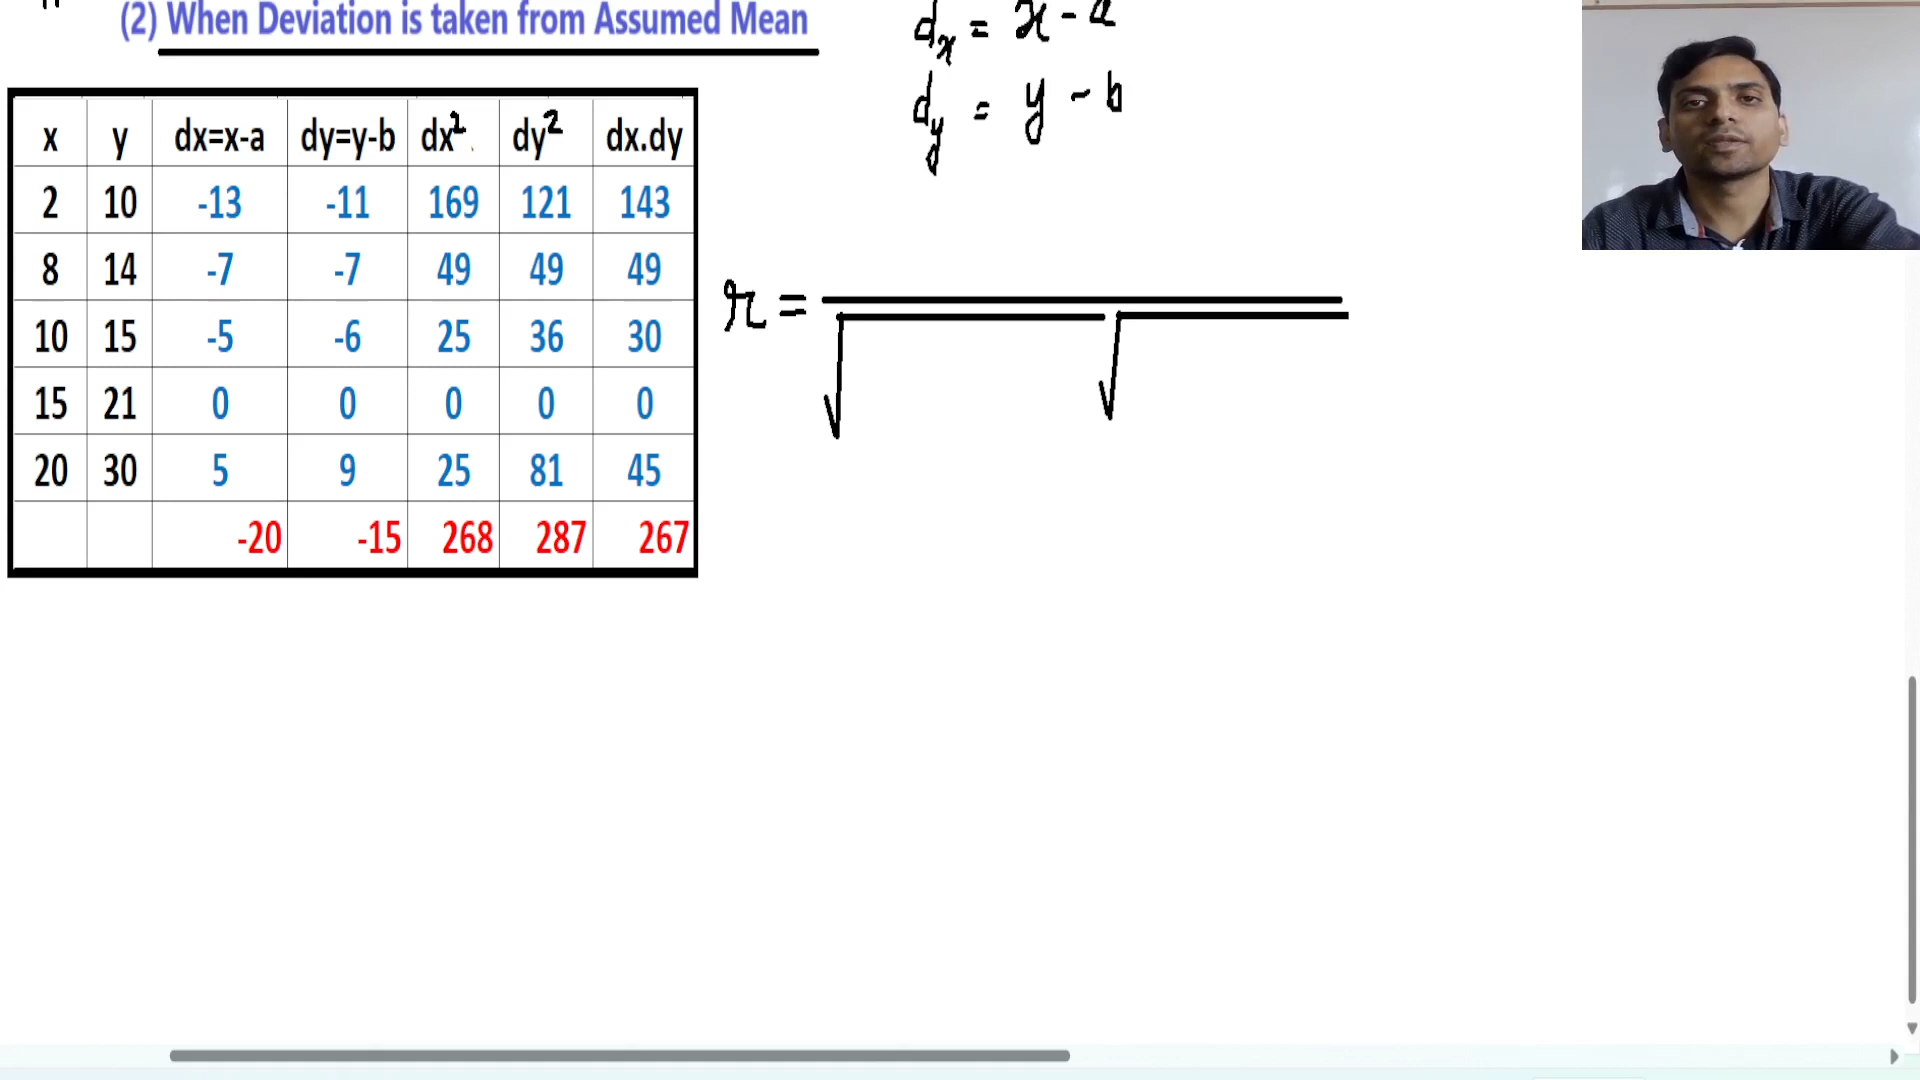 (2) When Deviation is taken from Assumed Mean
dx = x - a
dy = y - b
x y dx=x-a dy=y-b dx² dy² dx.dy
2 10 -13 -11 169 121 143
8 14 -7 -7 49 49 49
10 15 -5 -6 25 36 30
15 21 0 0 0 0 0
20 30 5 9 25 81 45
-20 -15 268 287 267
r =
√ √